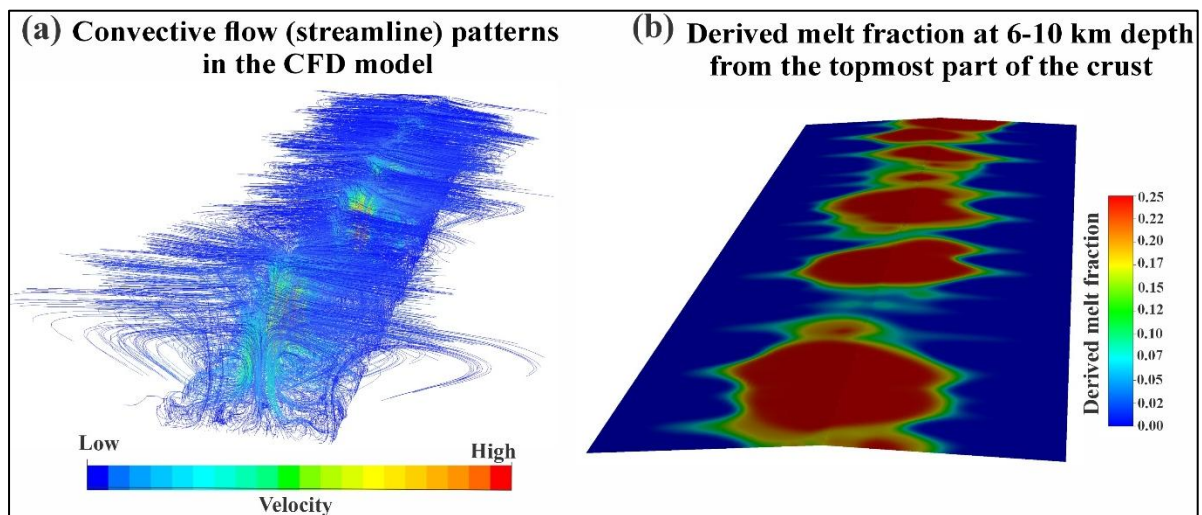 (a) Convective flow (streamline) patterns
in the CFD model
Low
High
Velocity
(b) Derived melt fraction at 6-10 km depth
from the topmost part of the crust
Derived melt fraction
0.25
0.22
0.20
0.17
0.15
0.12
0.10
0.07
0.05
0.02
0.00